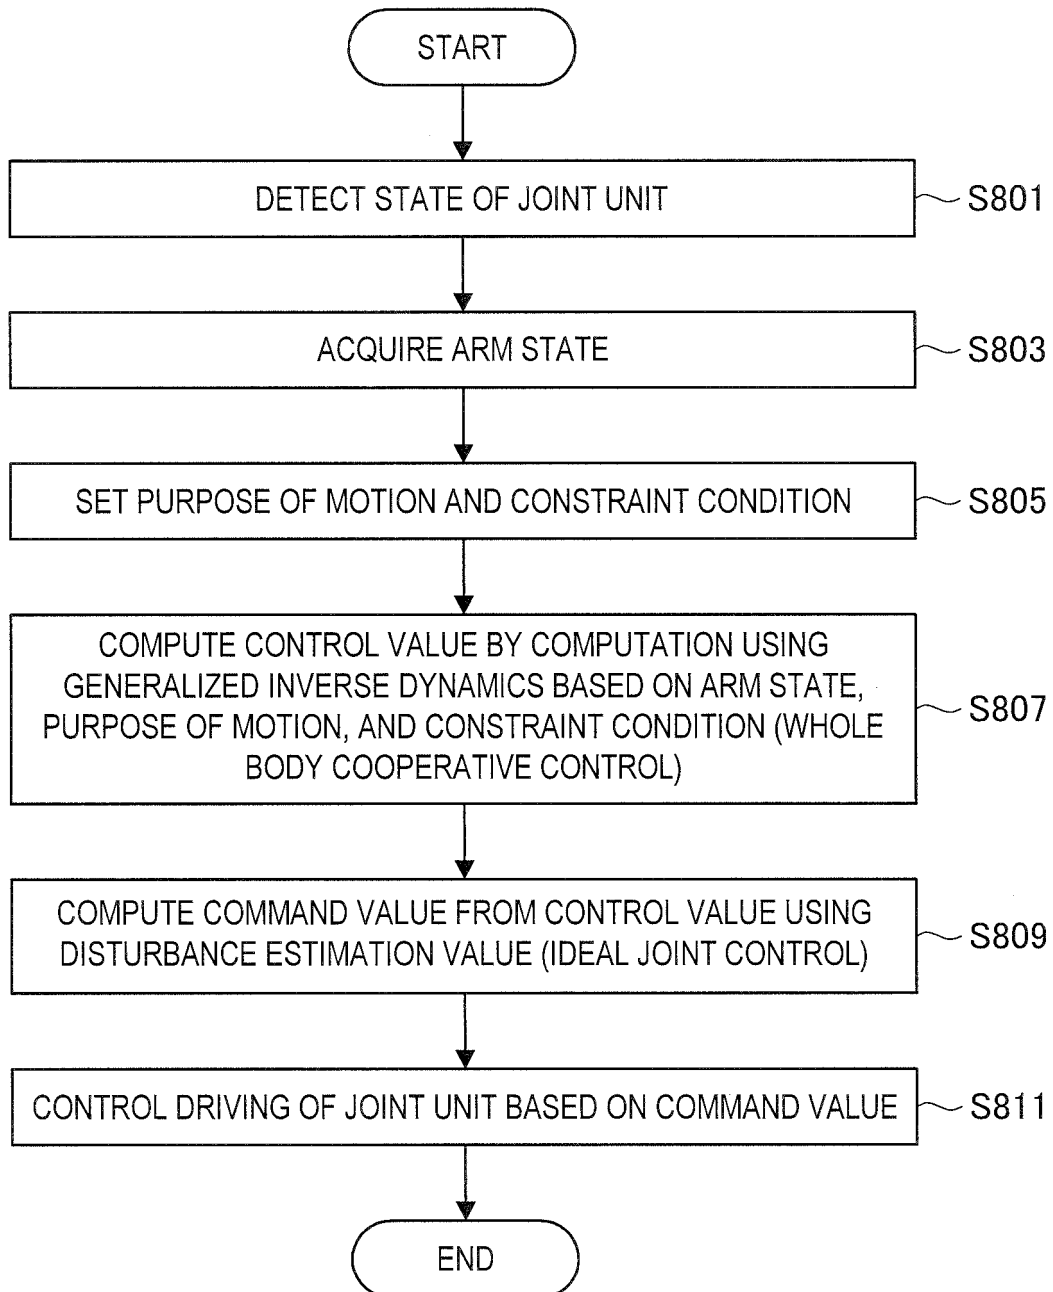 START
DETECT STATE OF JOINT UNIT
S801
ACQUIRE ARM STATE
S803
SET PURPOSE OF MOTION AND CONSTRAINT CONDITION
S805
COMPUTE CONTROL VALUE BY COMPUTATION USING
GENERALIZED INVERSE DYNAMICS BASED ON ARM STATE,
PURPOSE OF MOTION, AND CONSTRAINT CONDITION (WHOLE
BODY COOPERATIVE CONTROL)
S807
COMPUTE COMMAND VALUE FROM CONTROL VALUE USING
DISTURBANCE ESTIMATION VALUE (IDEAL JOINT CONTROL)
S809
CONTROL DRIVING OF JOINT UNIT BASED ON COMMAND VALUE
S811
END